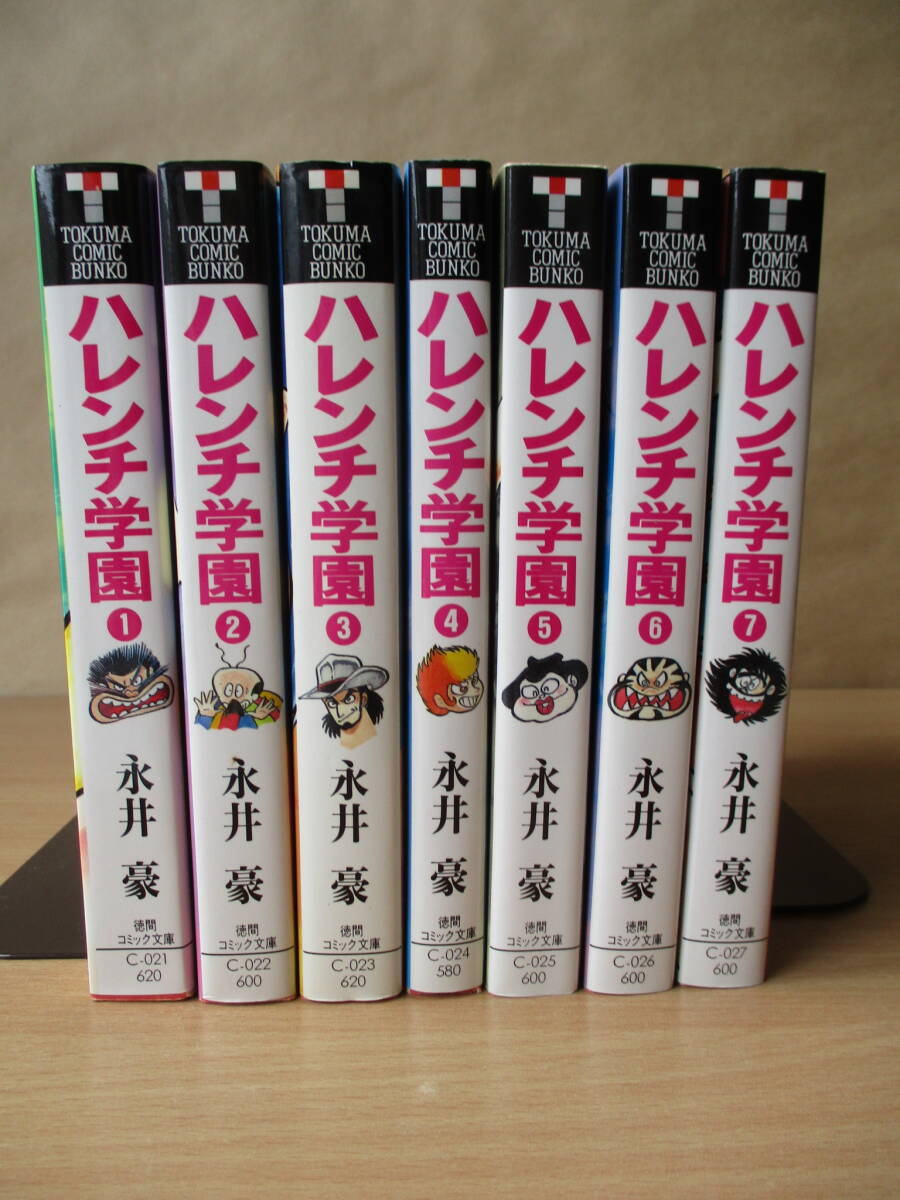 TOKUMA
COMIC
BUNKO
ハレンチ学園
1
永井 豪
徳間
コミック文庫
C-021
620
TOKUMA
COMIC
BUNKO
ハレンチ学園
2
永井 豪
徳間
コミック文庫
C-022
600
TOKUMA
COMIC
BUNKO
ハレンチ学園
3
永井 豪
徳間
コミック文庫
C-023
620
TOKUMA
COMIC
BUNKO
ハレンチ学園
4
永井 豪
徳間
コミック文庫
C-024
580
TOKUMA
COMIC
BUNKO
ハレンチ学園
5
永井 豪
徳間
コミック文庫
C-025
600
TOKUMA
COMIC
BUNKO
ハレンチ学園
6
永井 豪
徳間
コミック文庫
C-026
600
TOKUMA
COMIC
BUNKO
ハレンチ学園
7
永井 豪
徳間
コミック文庫
C-027
600